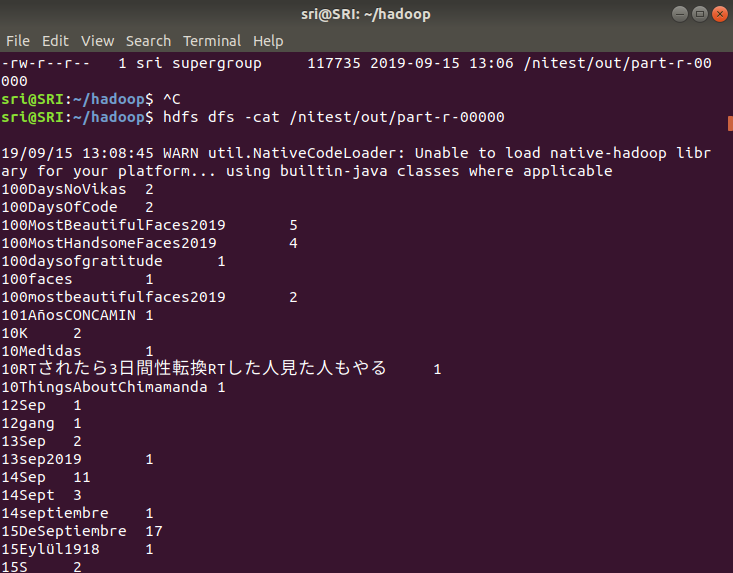 sri@SRI: ~/hadoop
File Edit View Search Terminal Help
-rw-r--r-- 1 sri supergroup 117735 2019-09-15 13:06 /nitest/out/part-r-00
000
sri@SRI:~/hadoop$ ^C
sri@SRI:~/hadoop$ hdfs dfs -cat /nitest/out/part-r-00000
19/09/15 13:08:45 WARN util.NativeCodeLoader: Unable to load native-hadoop libr
ary for your platform... using builtin-java classes where applicable
100DaysNoVikas 2
100DaysOfCode 2
100MostBeautifulFaces2019 5
100MostHandsomeFaces2019 4
100daysofgratitude 1
100faces 1
100mostbeautifulfaces2019 2
101AñosCONCAMIN 1
10K 2
10Medidas 1
10RTされたら3日間性転換RTした人見た人もやる 1
10ThingsAboutChimamanda 1
12Sep 1
12gang 1
13Sep 2
13sep2019 1
14Sep 11
14Sept 3
14septiembre 1
15DeSeptiembre 17
15Eylül1918 1
15S 2